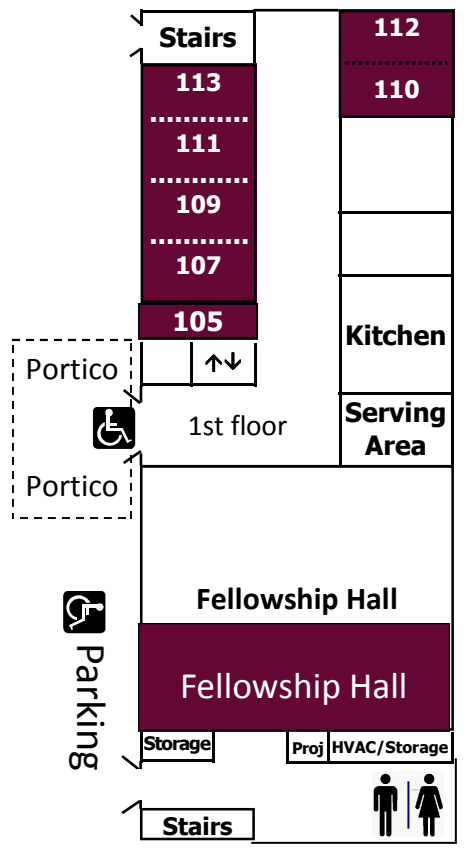 Stairs
112
113
110
111
109
107
105
Kitchen
Portico
1st floor
Serving
Area
Portico
Fellowship Hall
Fellowship Hall
Parking
Storage
Proj
HVAC/Storage
Stairs